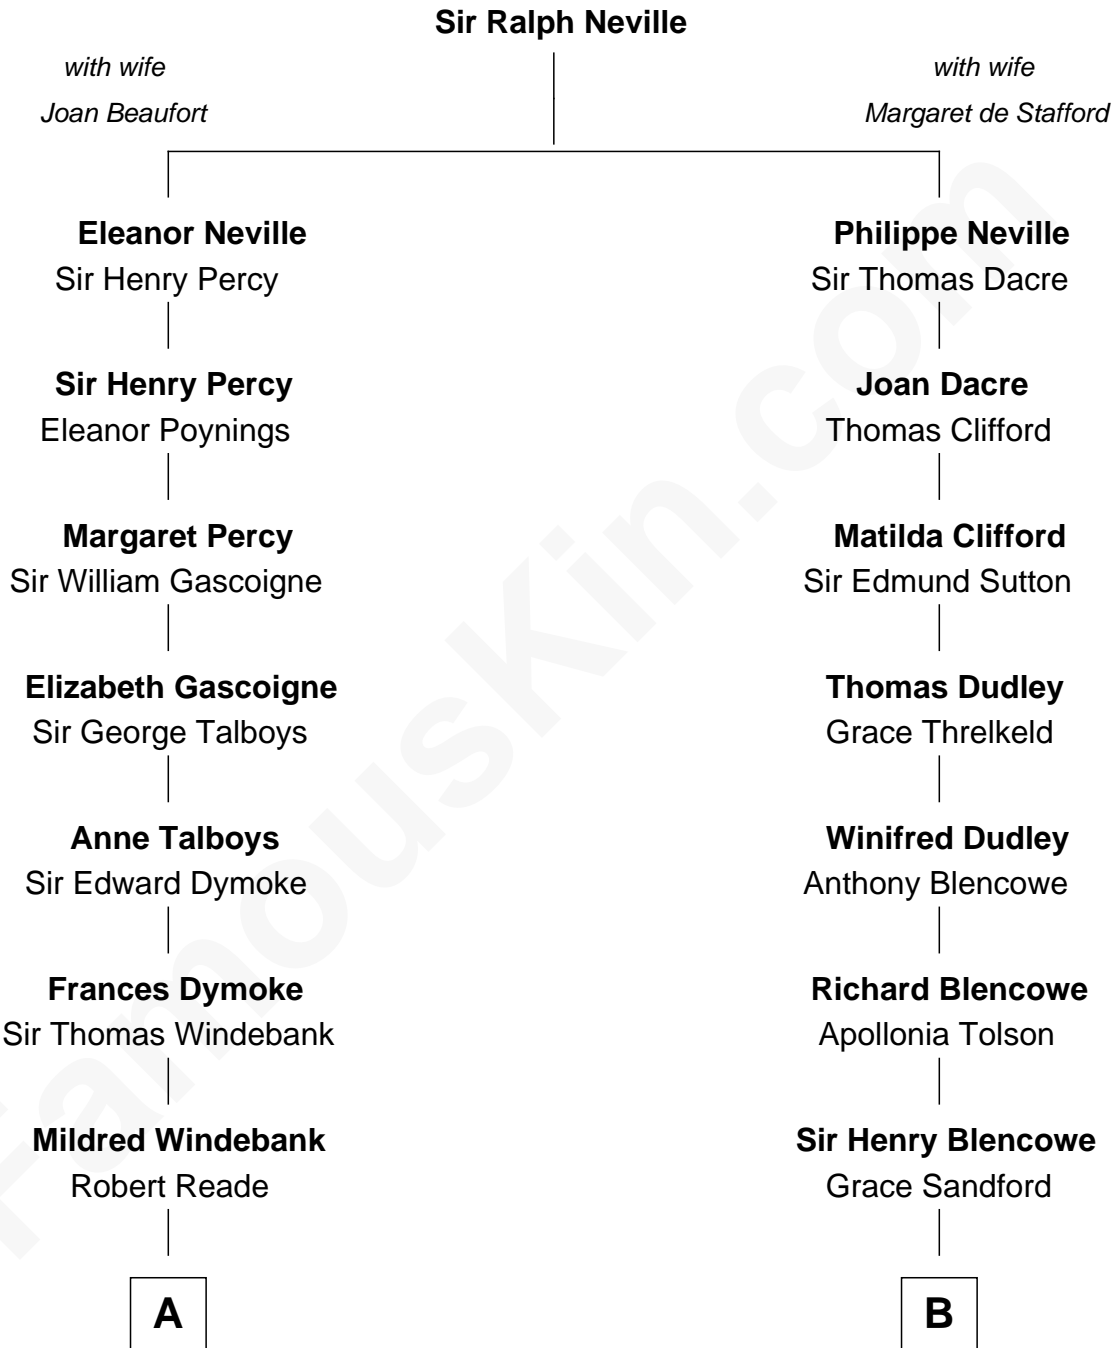 Sir Ralph Neville
with wife
Joan Beaufort
with wife
Margaret de Stafford
Eleanor Neville
Sir Henry Percy
Philippe Neville
Sir Thomas Dacre
Sir Henry Percy
Eleanor Poynings
Joan Dacre
Thomas Clifford
Margaret Percy
Sir William Gascoigne
Matilda Clifford
Sir Edmund Sutton
Elizabeth Gascoigne
Sir George Talboys
Thomas Dudley
Grace Threlkeld
Anne Talboys
Sir Edward Dymoke
Winifred Dudley
Anthony Blencowe
Frances Dymoke
Sir Thomas Windebank
Richard Blencowe
Apollonia Tolson
Mildred Windebank
Robert Reade
Sir Henry Blencowe
Grace Sandford
A
B
FamousKin.com